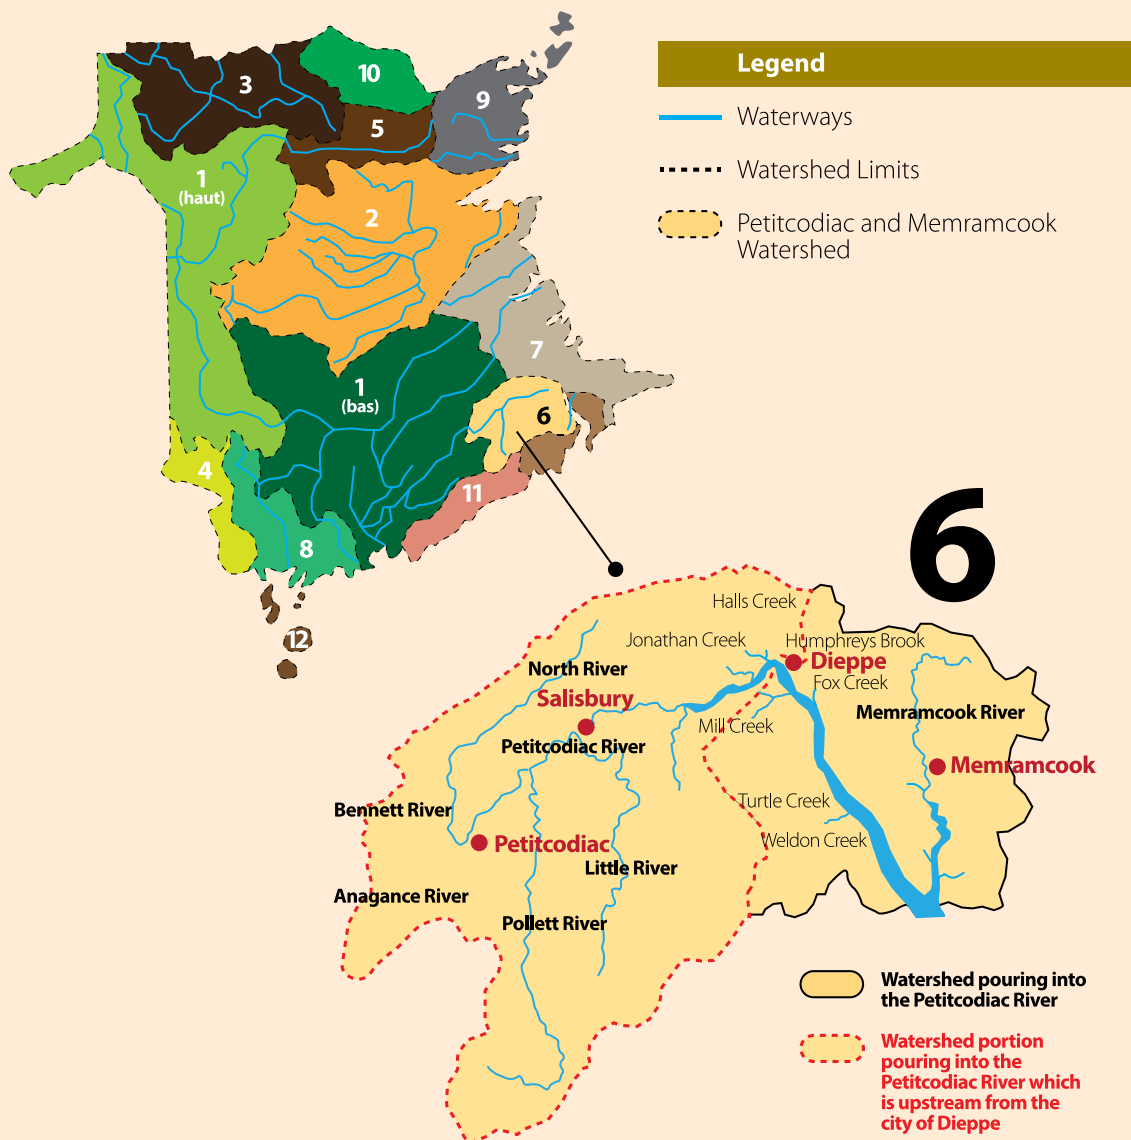 10
3
9
5
1
(haut)
2
7
1
(bas)
6
4
11
8
12
Legend
Waterways
Watershed Limits
Petitcodiac and Memramcook
Watershed
6
Halls Creek
Jonathan Creek
Humphreys Brook
Dieppe
North River
Fox Creek
Salisbury
Memramcook River
Mill Creek
Petitcodiac River
Memramcook
Turtle Creek
Bennett River
Weldon Creek
Petitcodiac
Little River
Anagance River
Pollett River
Watershed pouring into
the Petitcodiac River
Watershed portion
pouring into the
Petitcodiac River which
is upstream from the
city of Dieppe